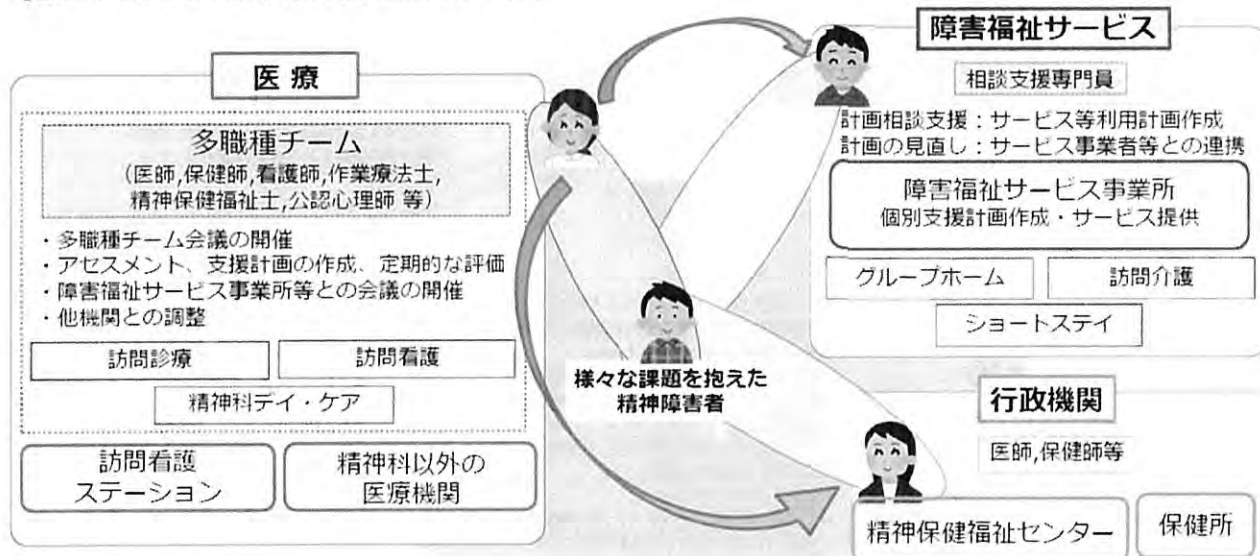 医療
多職種チーム
(医師,保健師,看護師,作業療法士,
精神保健福祉士,公認心理師 等)
・多職種チーム会議の開催
・アセスメント、支援計画の作成、定期的な評価
・障害福祉サービス事業所等との会議の開催
・他機関との調整
訪問診療
訪問看護
精神科デイ・ケア
訪問看護
ステーション
精神科以外の
医療機関
様々な課題を抱えた
精神障害者
障害福祉サービス
相談支援専門員
計画相談支援:サービス等利用計画作成
計画の見直し:サービス事業者等との連携
障害福祉サービス事業所
個別支援計画作成・サービス提供
グループホーム
訪問介護
ショートステイ
行政機関
医師,保健師等
精神保健福祉センター
保健所